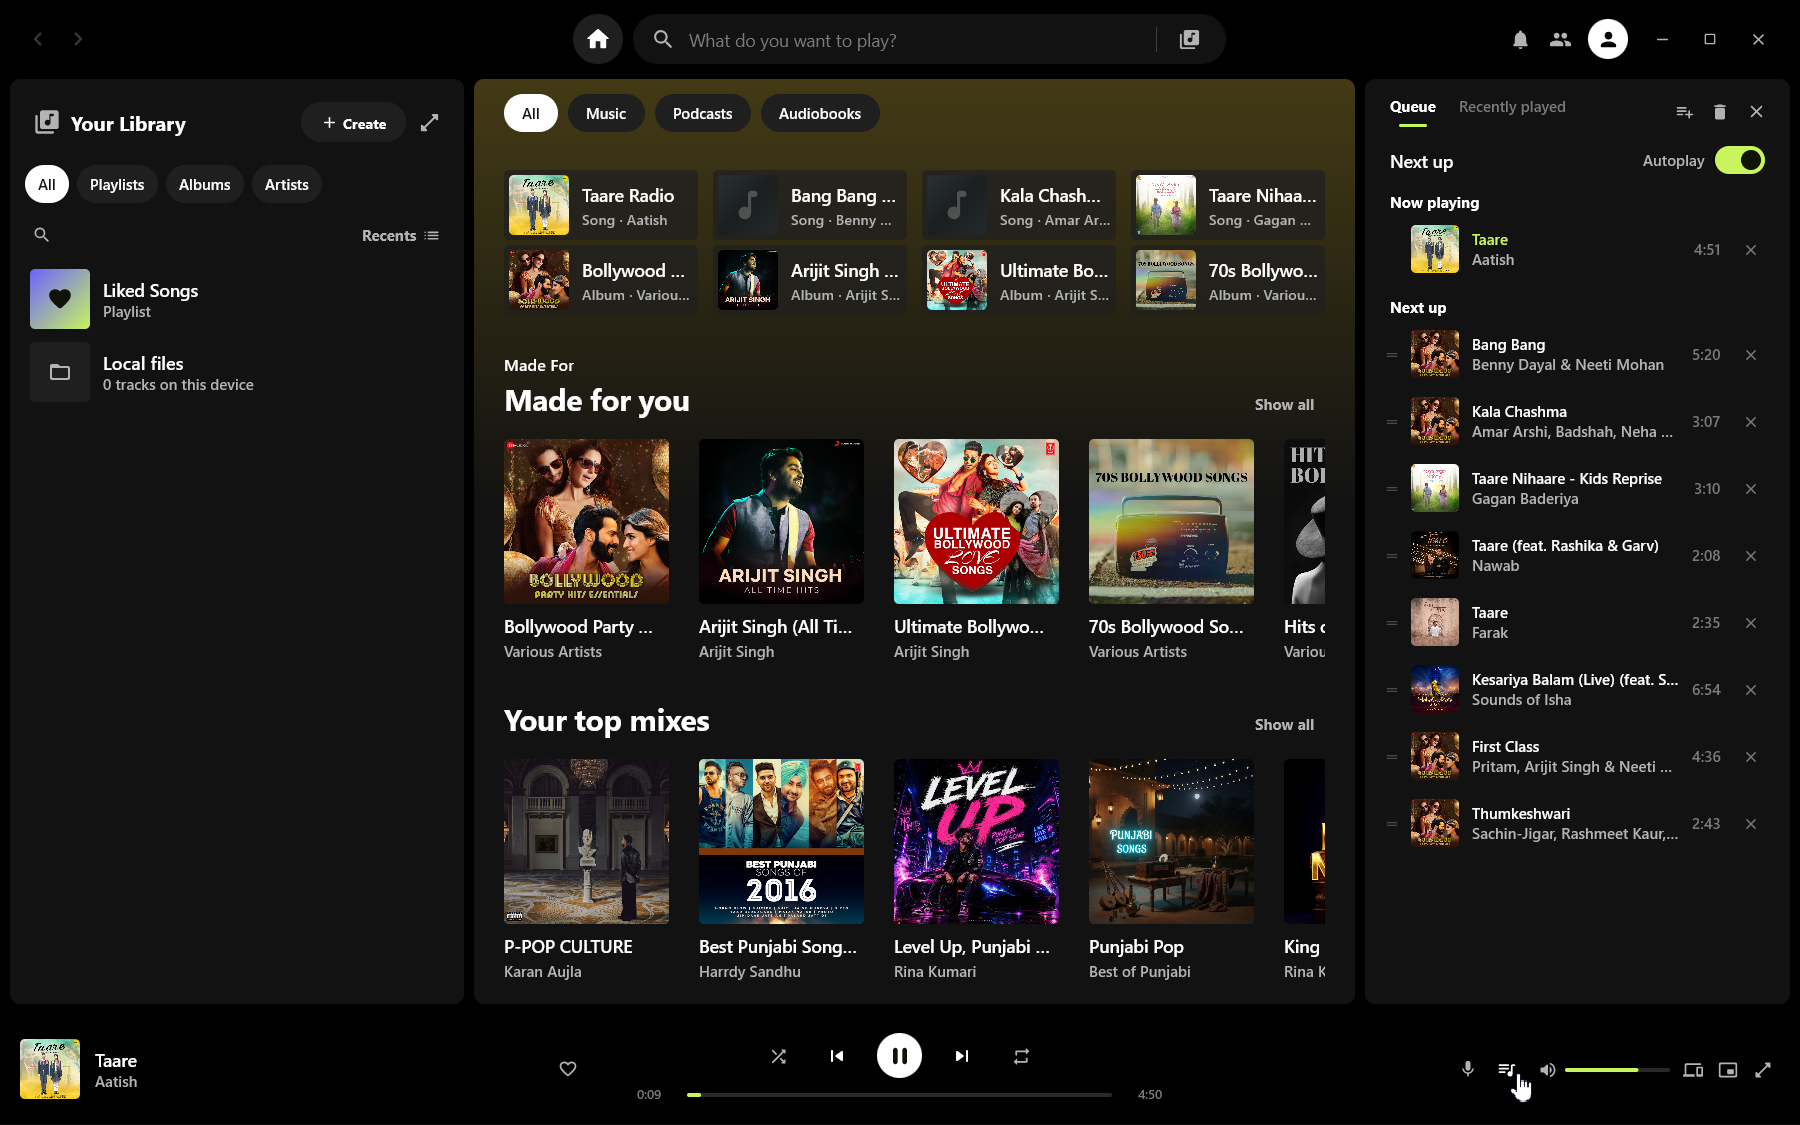 What do you want to play?
Your Library
+ Create
All
Playlists
Albums
Artists
Recents
Liked Songs
Playlist
Local files
0 tracks on this device
All
Music
Podcasts
Audiobooks
Taare Radio
Song · Aatish
Bang Bang ...
Song · Benny ...
Kala Chash...
Song · Amar Ar...
Taare Nihaa...
Song · Gagan ...
Bollywood ...
Album · Variou...
Arijit Singh ...
Album · Arijit S...
Ultimate Bo...
Album · Arijit S...
70s Bollywo...
Album · Variou...
Made For
Made for you
Show all
BOLLYWOOD
PARTY HITS ESSENTIALS
ARIJIT SINGH
ALL TIME HITS
ULTIMATE
BOLLYWOOD
LOVE
SONGS
70S BOLLYWOOD SONGS
HIT
BOL
Bollywood Party ...
Various Artists
Arijit Singh (All Ti...
Arijit Singh
Ultimate Bollywo...
Arijit Singh
70s Bollywood So...
Various Artists
Hits
Variou
Your top mixes
Show all
BEST PUNJABI
SONGS OF
2016
LEVEL
UP
PUNJABI
POP SONG
PUNJABI
SONGS
P-POP CULTURE
Karan Aujla
Best Punjabi Song...
Harrdy Sandhu
Level Up, Punjabi ...
Rina Kumari
Punjabi Pop
Best of Punjabi
King
Rina K
Queue
Recently played
Next up
Autoplay
Now playing
Taare
Aatish
4:51
Next up
Bang Bang
Benny Dayal & Neeti Mohan
5:20
Kala Chashma
Amar Arshi, Badshah, Neha ...
3:07
Taare Nihaare - Kids Reprise
Gagan Baderiya
3:10
Taare (feat. Rashika & Garv)
Nawab
2:08
Taare
Farak
2:35
Kesariya Balam (Live) (feat. S...
Sounds of Isha
6:54
First Class
Pritam, Arijit Singh & Neeti ...
4:36
Thumkeshwari
Sachin-Jigar, Rashmeet Kaur,...
2:43
Taare
Taare
Aatish
0:09
4:50